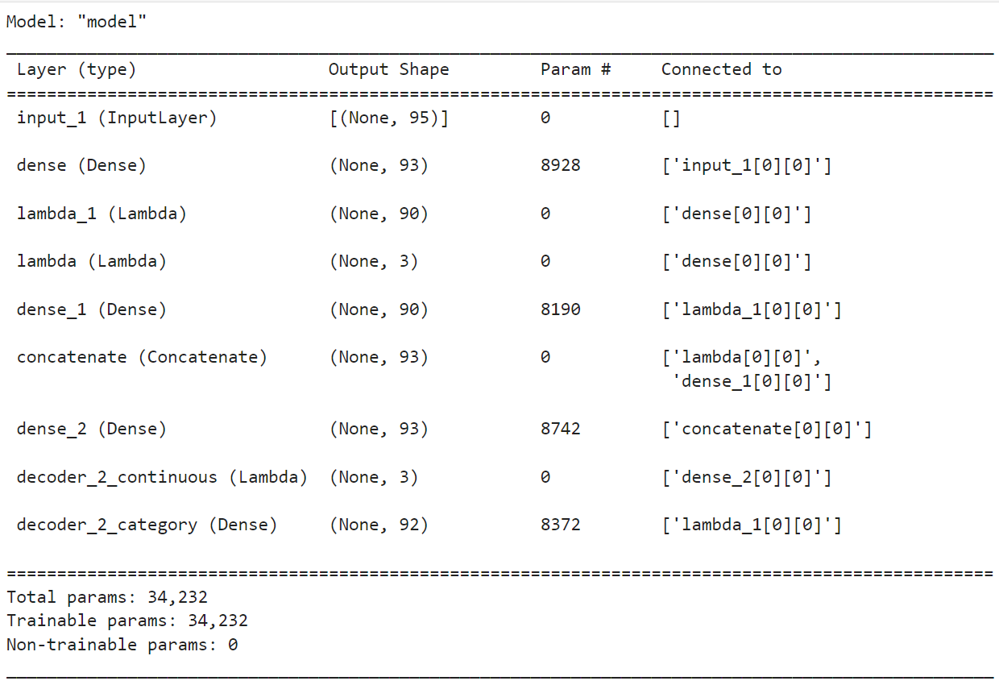 Model: "model"
Layer (type) Output Shape Param # Connected to
input_1 (InputLayer) [(None, 95)] 0 []
dense (Dense) (None, 93) 8928 ['input_1[0][0]']
lambda_1 (Lambda) (None, 90) 0 ['dense[0][0]']
lambda (Lambda) (None, 3) 0 ['dense[0][0]']
dense_1 (Dense) (None, 90) 8190 ['lambda_1[0][0]']
concatenate (Concatenate) (None, 93) 0 ['lambda[0][0]',
'dense_1[0][0]']
dense_2 (Dense) (None, 93) 8742 ['concatenate[0][0]']
decoder_2_continuous (Lambda) (None, 3) 0 ['dense_2[0][0]']
decoder_2_category (Dense) (None, 92) 8372 ['lambda_1[0][0]']
Total params: 34,232
Trainable params: 34,232
Non-trainable params: 0